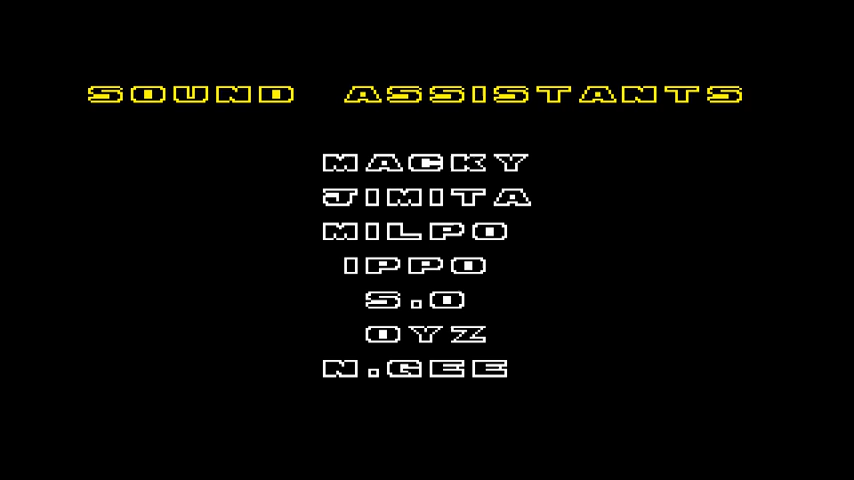 SOUND ASSISTANTS
MACKY
JIMITA
MILPO
IPPO
S.O
OYZ
N.GEE